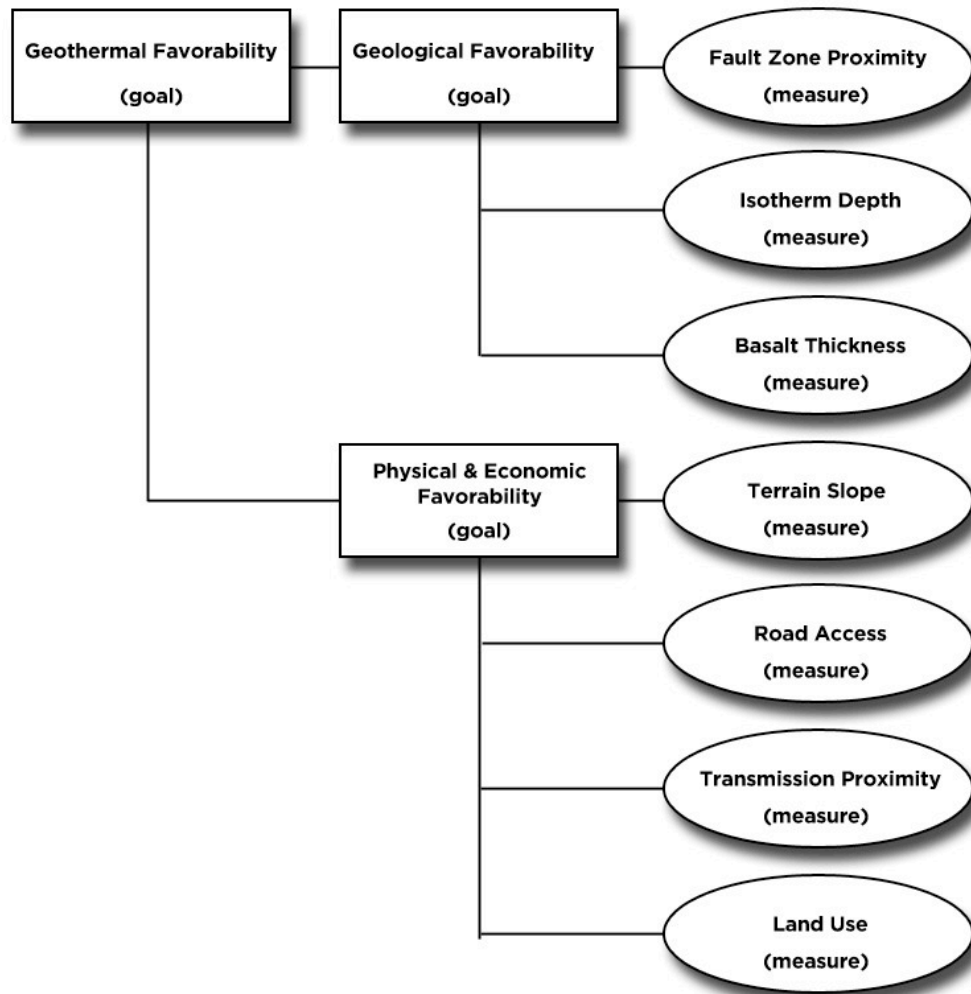 Geothermal Favorability
(goal)
Geological Favorability
(goal)
Fault Zone Proximity
(measure)
Isotherm Depth
(measure)
Basalt Thickness
(measure)
Physical & Economic
Favorability
(goal)
Terrain Slope
(measure)
Road Access
(measure)
Transmission Proximity
(measure)
Land Use
(measure)